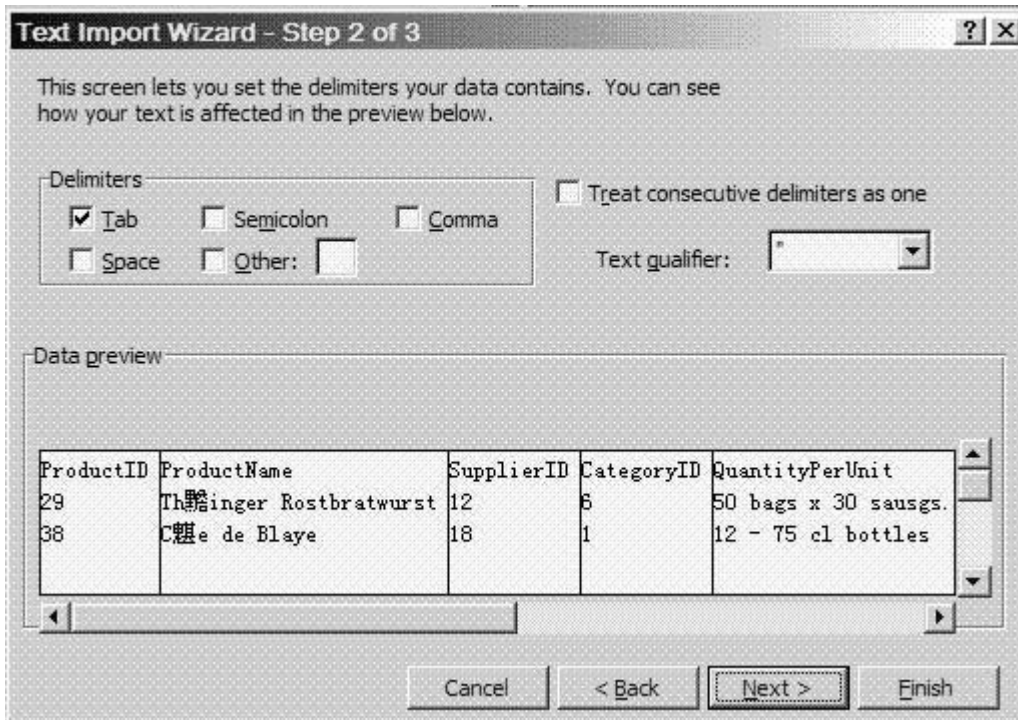 Text Import Wizard - Step 2 of 3
This screen lets you set the delimiters your data contains. You can see
how your text is affected in the preview below.
Delimiters
Tab
Semicolon
Comma
Space
Other:
Treat consecutive delimiters as one
Text qualifier: "
Data preview
ProductID ProductName SupplierID CategoryID QuantityPerUnit
29 Th黵inger Rostbratwurst 12 6 50 bags x 30 sausgs.
38 C魌e de Blaye 18 1 12 - 75 cl bottles
Cancel < Back Next > Finish